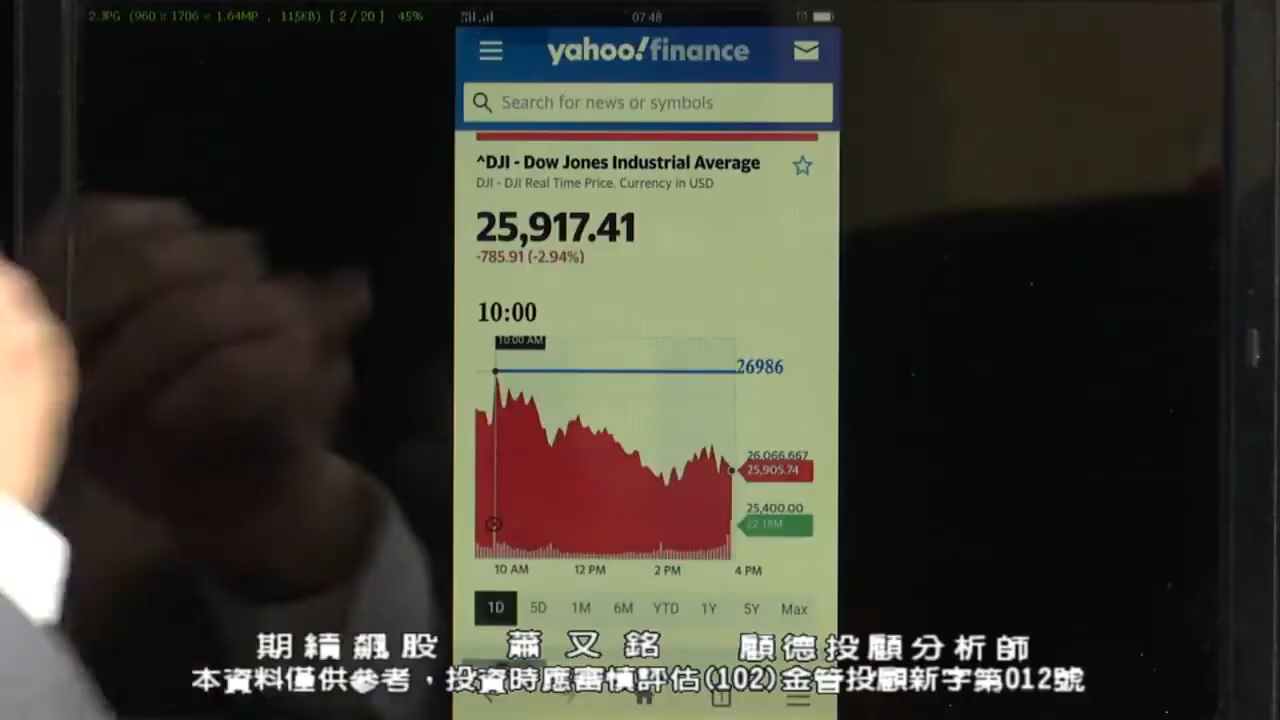 2.JPG (960 x 1706 = 1.64MP , 115KB) [ 2 / 20 ] 45%
07:48
yahoo!finance
Search for news or symbols
^DJI - Dow Jones Industrial Average
DJI - DJI Real Time Price. Currency in USD
25,917.41
-785.91 (-2.94%)
10:00
10:00 AM
26986
26,066.667
25,905.74
25,400.00
10 AM 12 PM 2 PM 4 PM
1D 5D 1M 6M YTD 1Y 5Y Max
期續飆股 蕭又銘 顧德投顧分析師
本資料僅供參考，投資時應審慎評估(102)金管投顧新字第012號